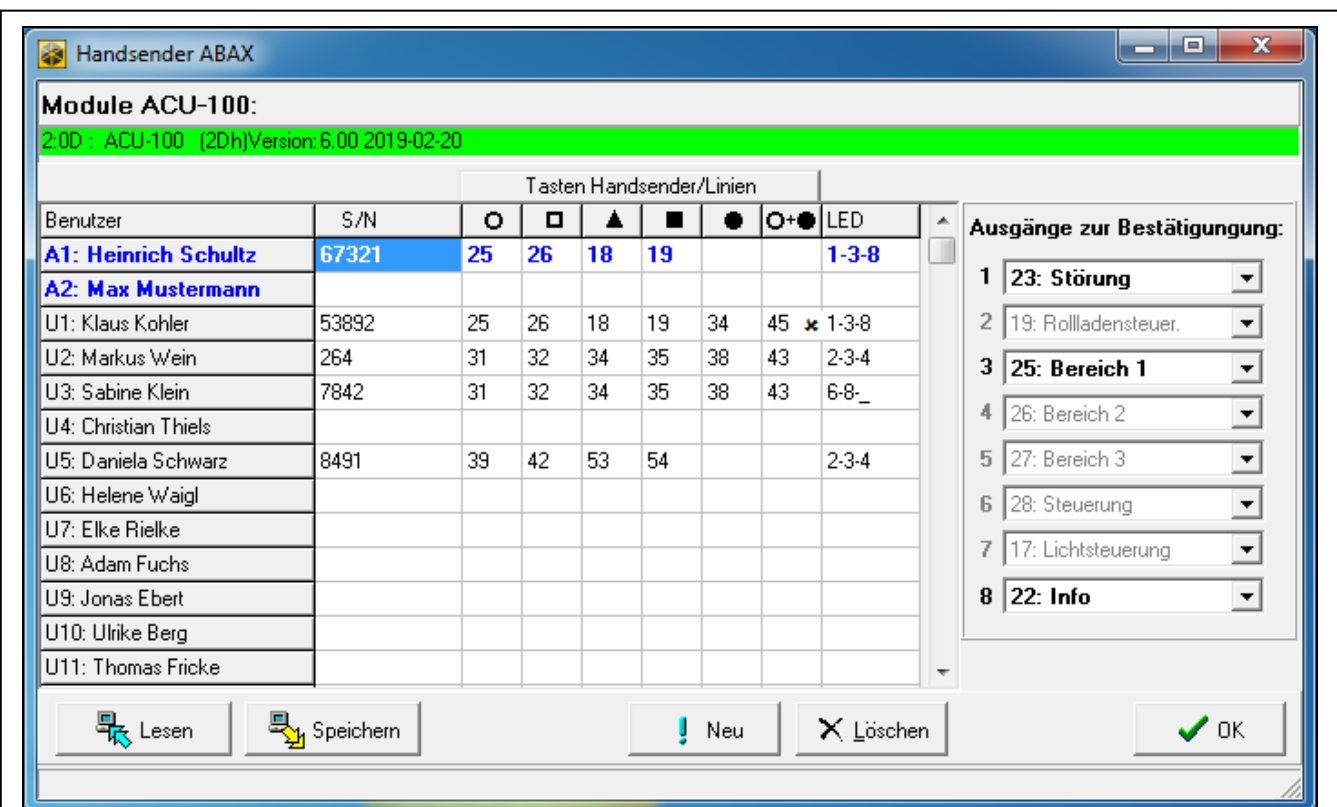 Handsender ABAX
Module ACU-100:
2:0D : ACU-100 (2Dh)Version: 6.00 2019-02-20
Tasten Handsender/Linien
Benutzer S/N ○ □ ▲ ■ ● ○+● LED
A1: Heinrich Schultz 67321 25 26 18 19 1-3-8
A2: Max Mustermann
U1: Klaus Kohler 53892 25 26 18 19 34 45 × 1-3-8
U2: Markus Wein 264 31 32 34 35 38 43 2-3-4
U3: Sabine Klein 7842 31 32 34 35 38 43 6-8-_
U4: Christian Thiels
U5: Daniela Schwarz 8491 39 42 53 54 2-3-4
U6: Helene Waigl
U7: Elke Rielke
U8: Adam Fuchs
U9: Jonas Ebert
U10: Ulrike Berg
U11: Thomas Fricke
Ausgänge zur Bestätigungung:
1 23: Störung
2 19: Rollladensteuer.
3 25: Bereich 1
4 26: Bereich 2
5 27: Bereich 3
6 28: Steuerung
7 17: Lichtsteuerung
8 22: Info
Lesen Speichern Neu Löschen OK